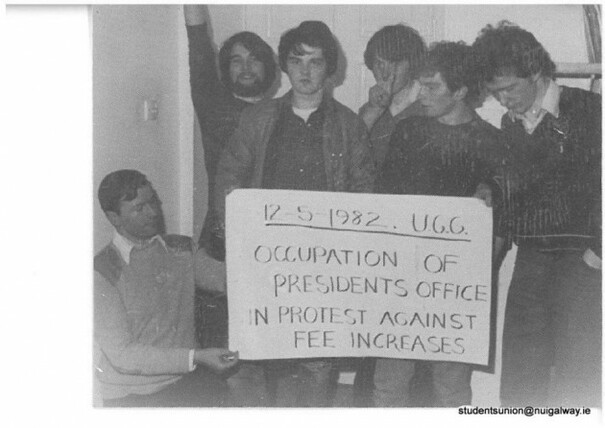 12-5-1982. U.G.G.
OCCUPATION OF
PRESIDENTS OFFICE
IN PROTEST AGAINST
FEE INCREASES
studentsunion@nuigalway.ie